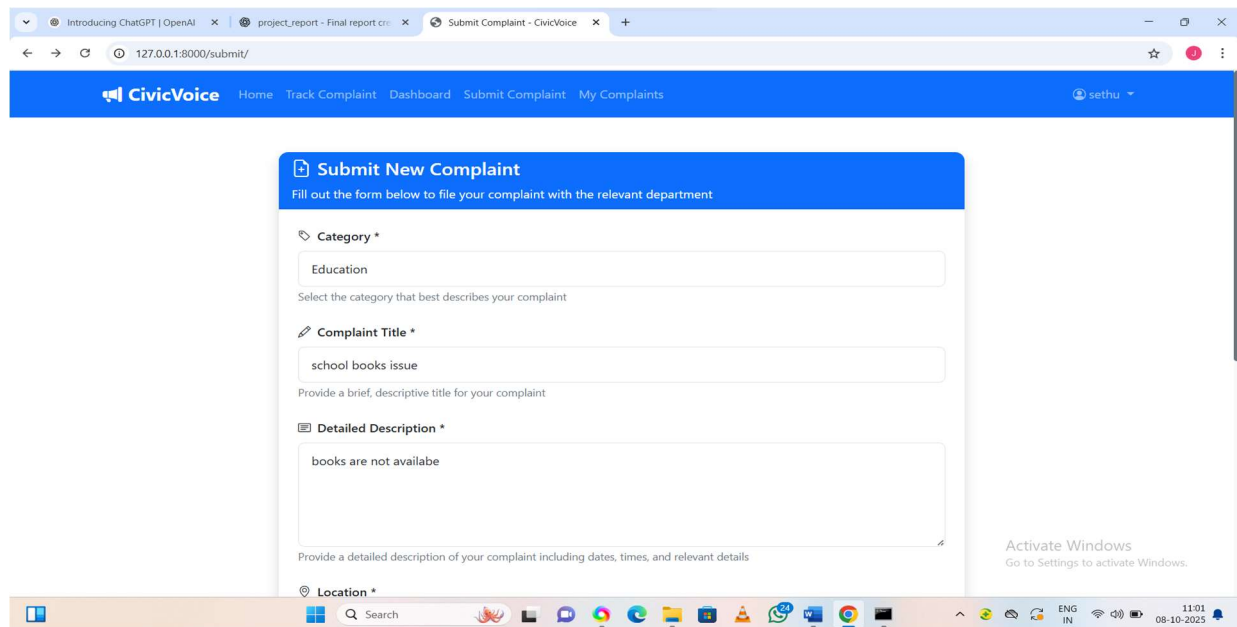 Introducing ChatGPT | OpenAI
project_report - Final report cre
Submit Complaint - CivicVoice
127.0.0.1:8000/submit/
J
CivicVoice Home Track Complaint Dashboard Submit Complaint My Complaints sethu
Submit New Complaint
Fill out the form below to file your complaint with the relevant department
Category *
Education
Select the category that best describes your complaint
Complaint Title *
school books issue
Provide a brief, descriptive title for your complaint
Detailed Description *
books are not availabe
Provide a detailed description of your complaint including dates, times, and relevant details
Location *
Activate Windows
Go to Settings to activate Windows.
Search
24
ENG
IN
11:01
08-10-2025